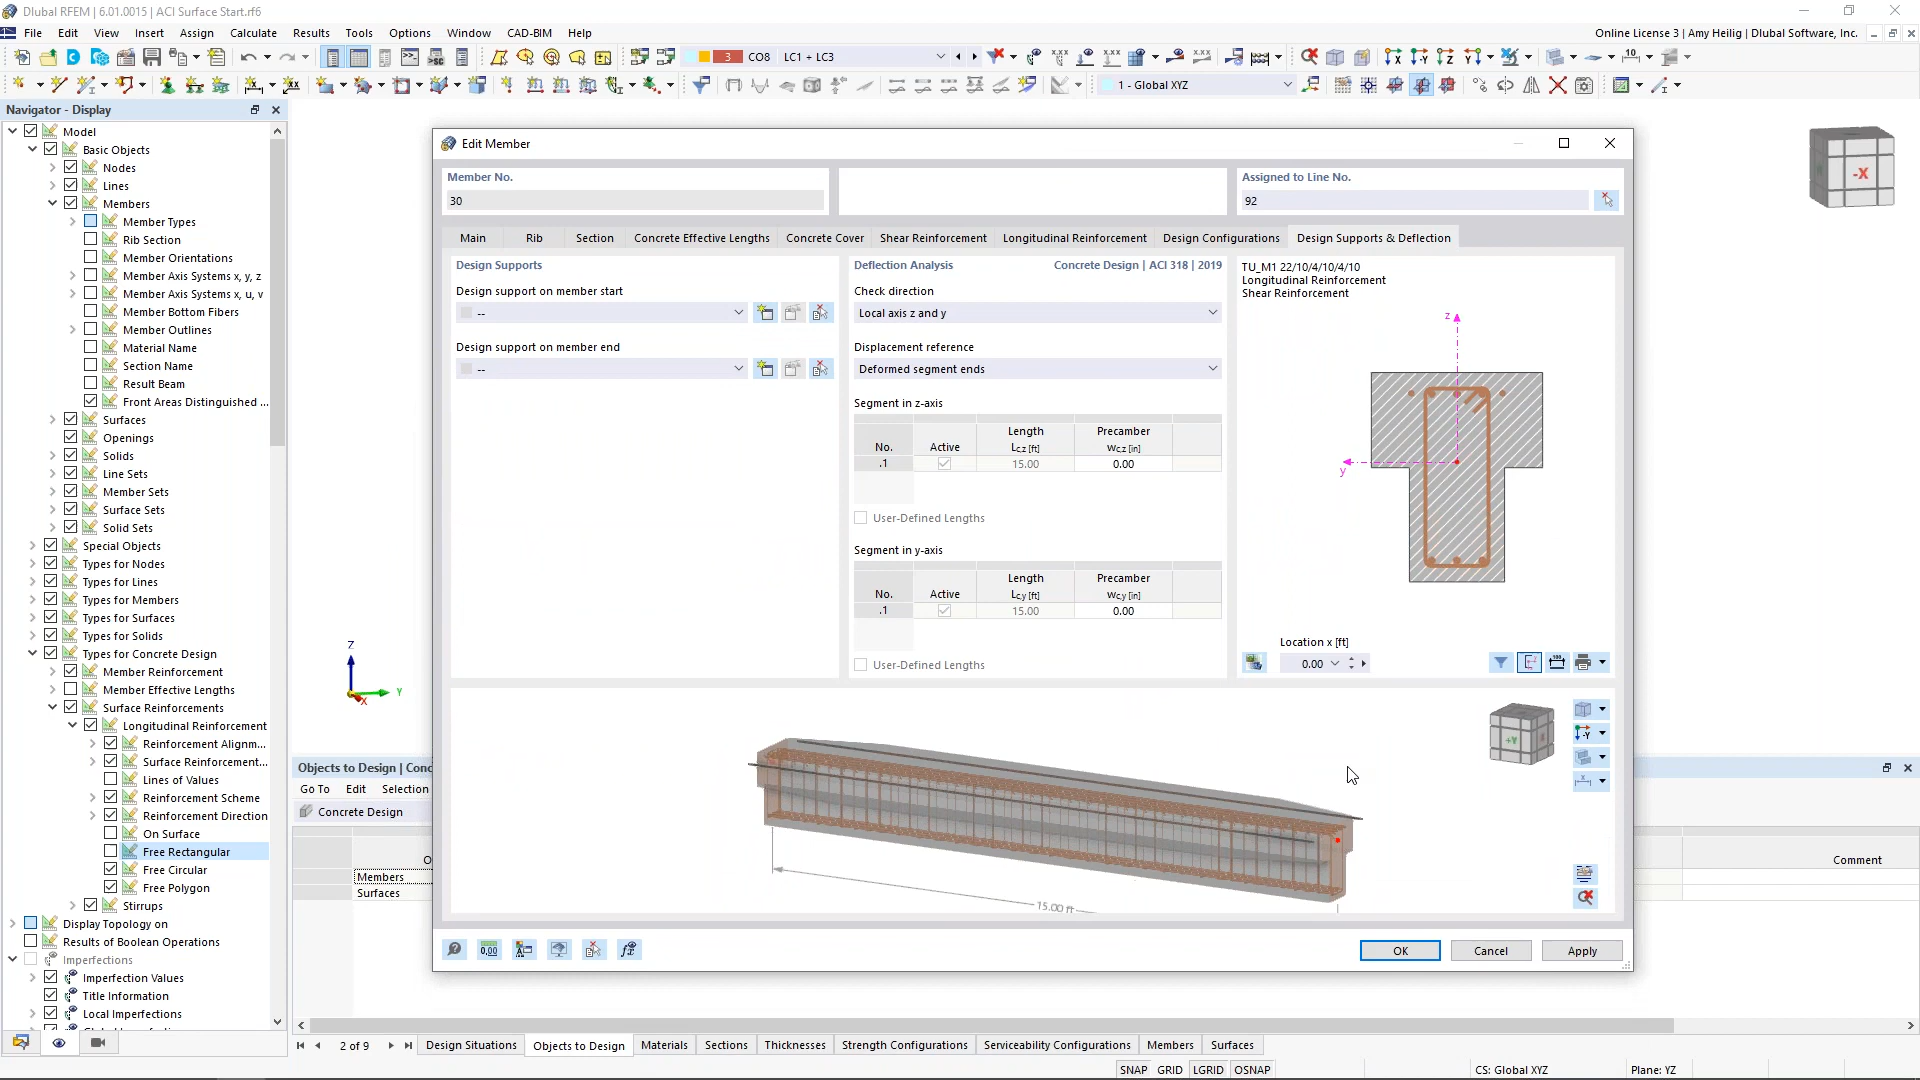 Dlubal RFEM | 6.01.0015 | ACI Surface Start.rf6
File Edit View Insert Assign Calculate Results Tools Options Window CAD-BIM Help
Online License 3 | Amy Heilig | Dlubal Software, Inc.
3 CO8 LC1 + LC3
1 - Global XYZ
Navigator - Display
Model
Basic Objects
Nodes
Lines
Members
Member Types
Rib Section
Member Orientations
Member Axis Systems x, y, z
Member Axis Systems x, u, v
Member Bottom Fibers
Member Outlines
Material Name
Section Name
Result Beam
Front Areas Distinguished ...
Surfaces
Openings
Solids
Line Sets
Member Sets
Surface Sets
Solid Sets
Special Objects
Types for Nodes
Types for Lines
Types for Members
Types for Surfaces
Types for Solids
Types for Concrete Design
Member Reinforcement
Member Effective Lengths
Surface Reinforcements
Longitudinal Reinforcement
Reinforcement Alignm...
Surface Reinforcement...
Lines of Values
Reinforcement Scheme
Reinforcement Direction
On Surface
Free Rectangular
Free Circular
Free Polygon
Stirrups
Display Topology on
Results of Boolean Operations
Imperfections
Imperfection Values
Title Information
Local Imperfections
Z
Y
X
-X
Edit Member
Member No.
30
Assigned to Line No.
92
Main Rib Section Concrete Effective Lengths Concrete Cover Shear Reinforcement Longitudinal Reinforcement Design Configurations Design Supports & Deflection
Design Supports
Design support on member start
--
Design support on member end
--
Deflection Analysis Concrete Design | ACI 318 | 2019
Check direction
Local axis z and y
Displacement reference
Deformed segment ends
Segment in z-axis
Length Precamber
No. Active Lc,z [ft] wc,z [in]
.1 15.00 0.00
User-Defined Lengths
Segment in y-axis
Length Precamber
No. Active Lc,y [ft] wc,y [in]
.1 15.00 0.00
User-Defined Lengths
TU_M1 22/10/4/10/4/10
Longitudinal Reinforcement
Shear Reinforcement
z
y
Location x [ft]
0.00
+Y
15.00 ft
OK Cancel Apply
Objects to Design | Conc
Go To Edit Selection
Concrete Design
O
Members
Surfaces
Comment
2 of 9 Design Situations Objects to Design Materials Sections Thicknesses Strength Configurations Serviceability Configurations Members Surfaces
SNAP GRID LGRID OSNAP CS: Global XYZ Plane: YZ